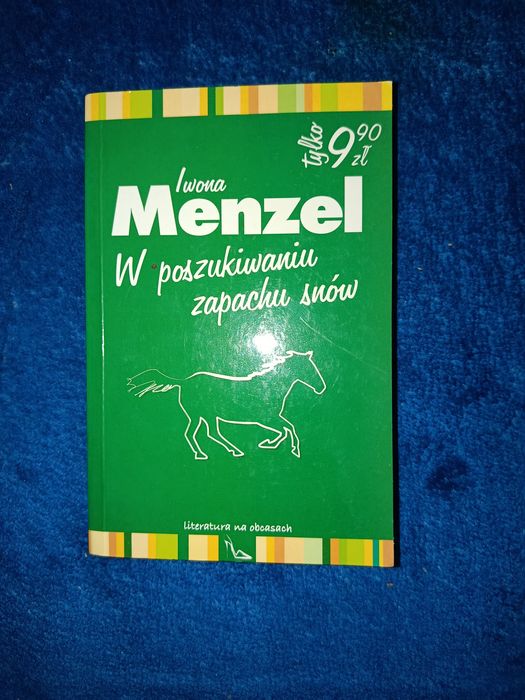 tylko 9 90 zł
Iwona
Menzel
W poszukiwaniu
zapachu snów
literatura na obcasach